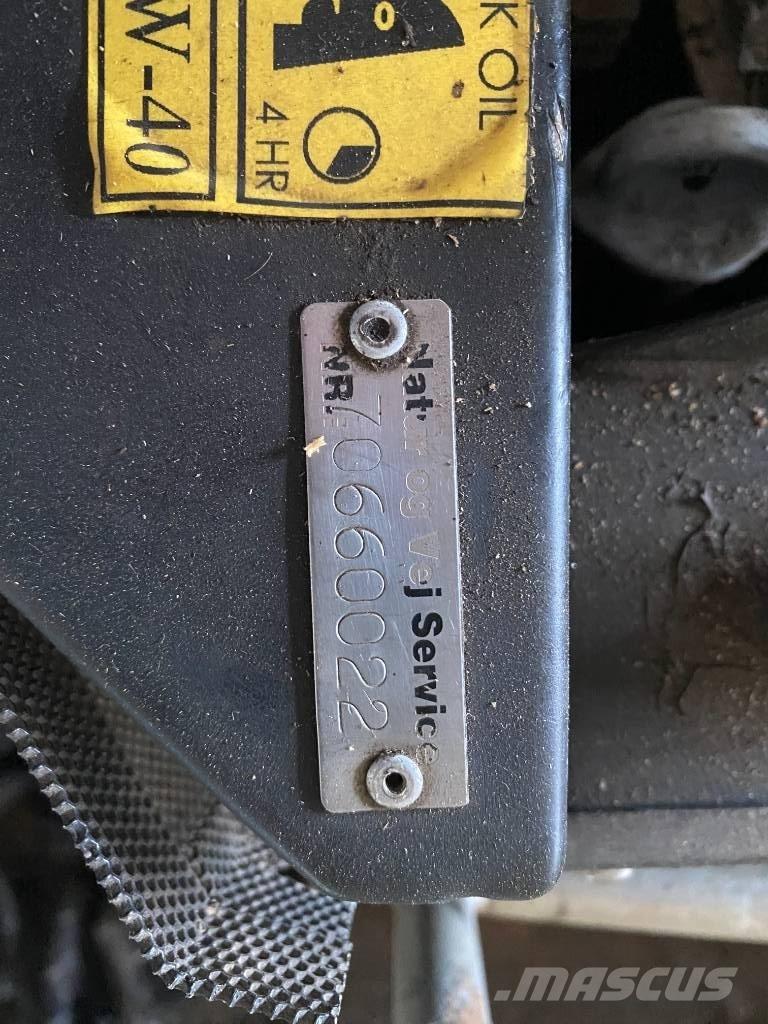 K OIL
4 HR
W-40
Natur og Vej Service
NR. 70660022
MASCUS